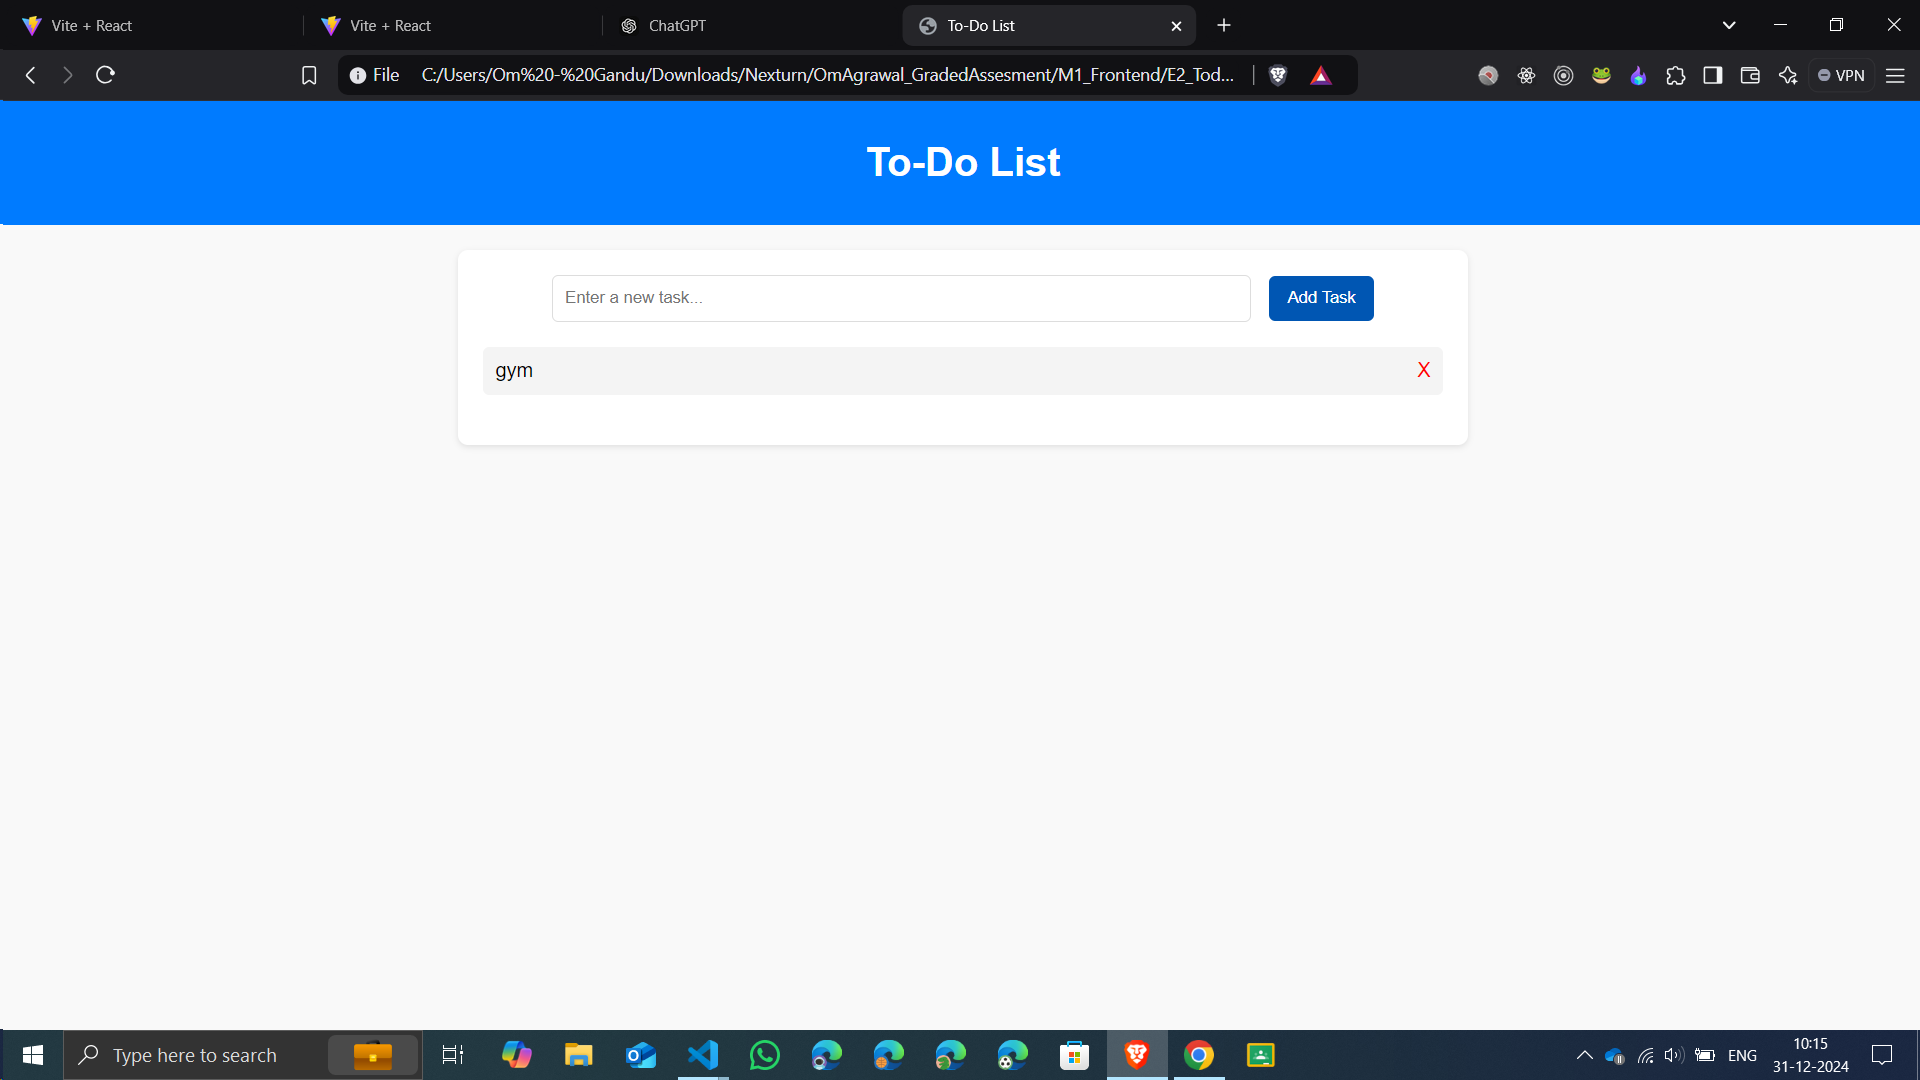 Vite + React
Vite + React
ChatGPT
To-Do List
File C:/Users/Om%20-%20Gandu/Downloads/Nexturn/OmAgrawal_GradedAssesment/M1_Frontend/E2_Tod...
VPN
To-Do List
Enter a new task...
Add Task
gym X
Type here to search
ENG
10:15
31-12-2024